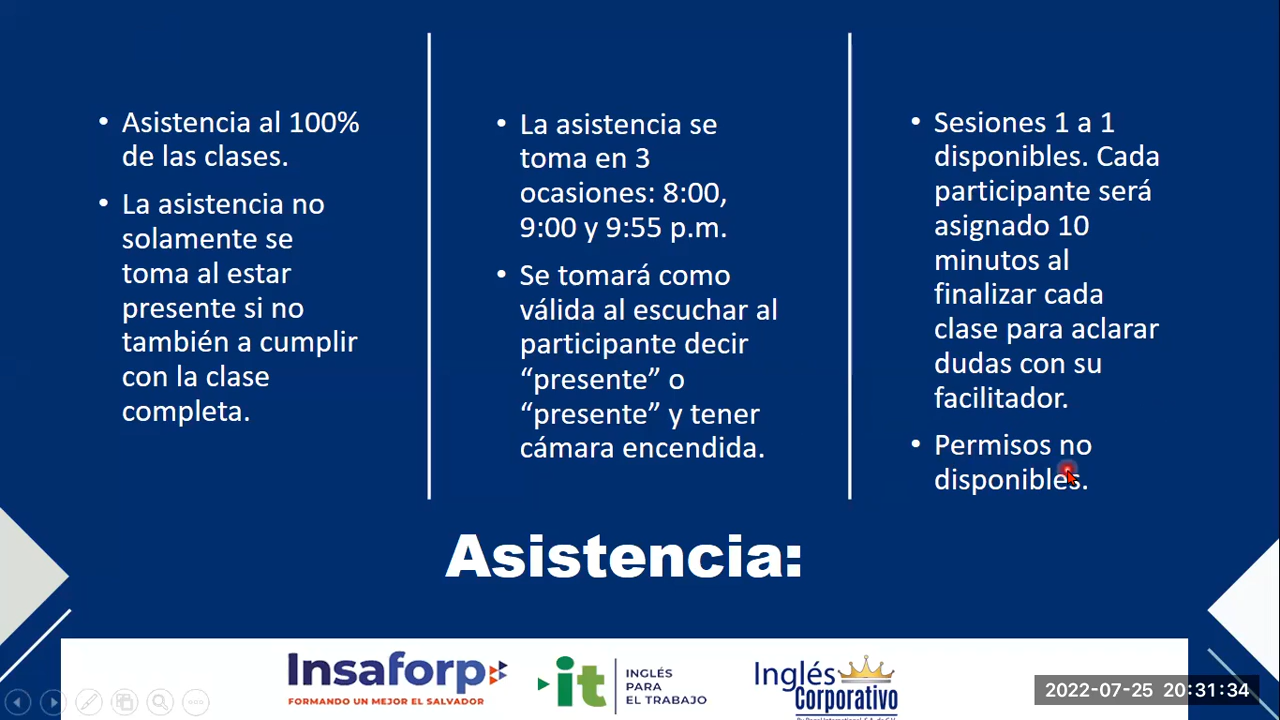 • Asistencia al 100%
de las clases.
• La asistencia no
solamente se
toma al estar
presente si no
también a cumplir
con la clase
completa.
• La asistencia se
toma en 3
ocasiones: 8:00,
9:00 y 9:55 p.m.
• Se tomará como
válida al escuchar al
participante decir
“presente” o
“presente” y tener
cámara encendida.
• Sesiones 1 a 1
disponibles. Cada
participante será
asignado 10
minutos al
finalizar cada
clase para aclarar
dudas con su
facilitador.
• Permisos no
disponibles.
Asistencia:
Insaforp
FORMANDO UN MEJOR EL SALVADOR
it
INGLÉS
PARA
EL TRABAJO
Inglés
Corporativo
2022-07-25 20:31:34